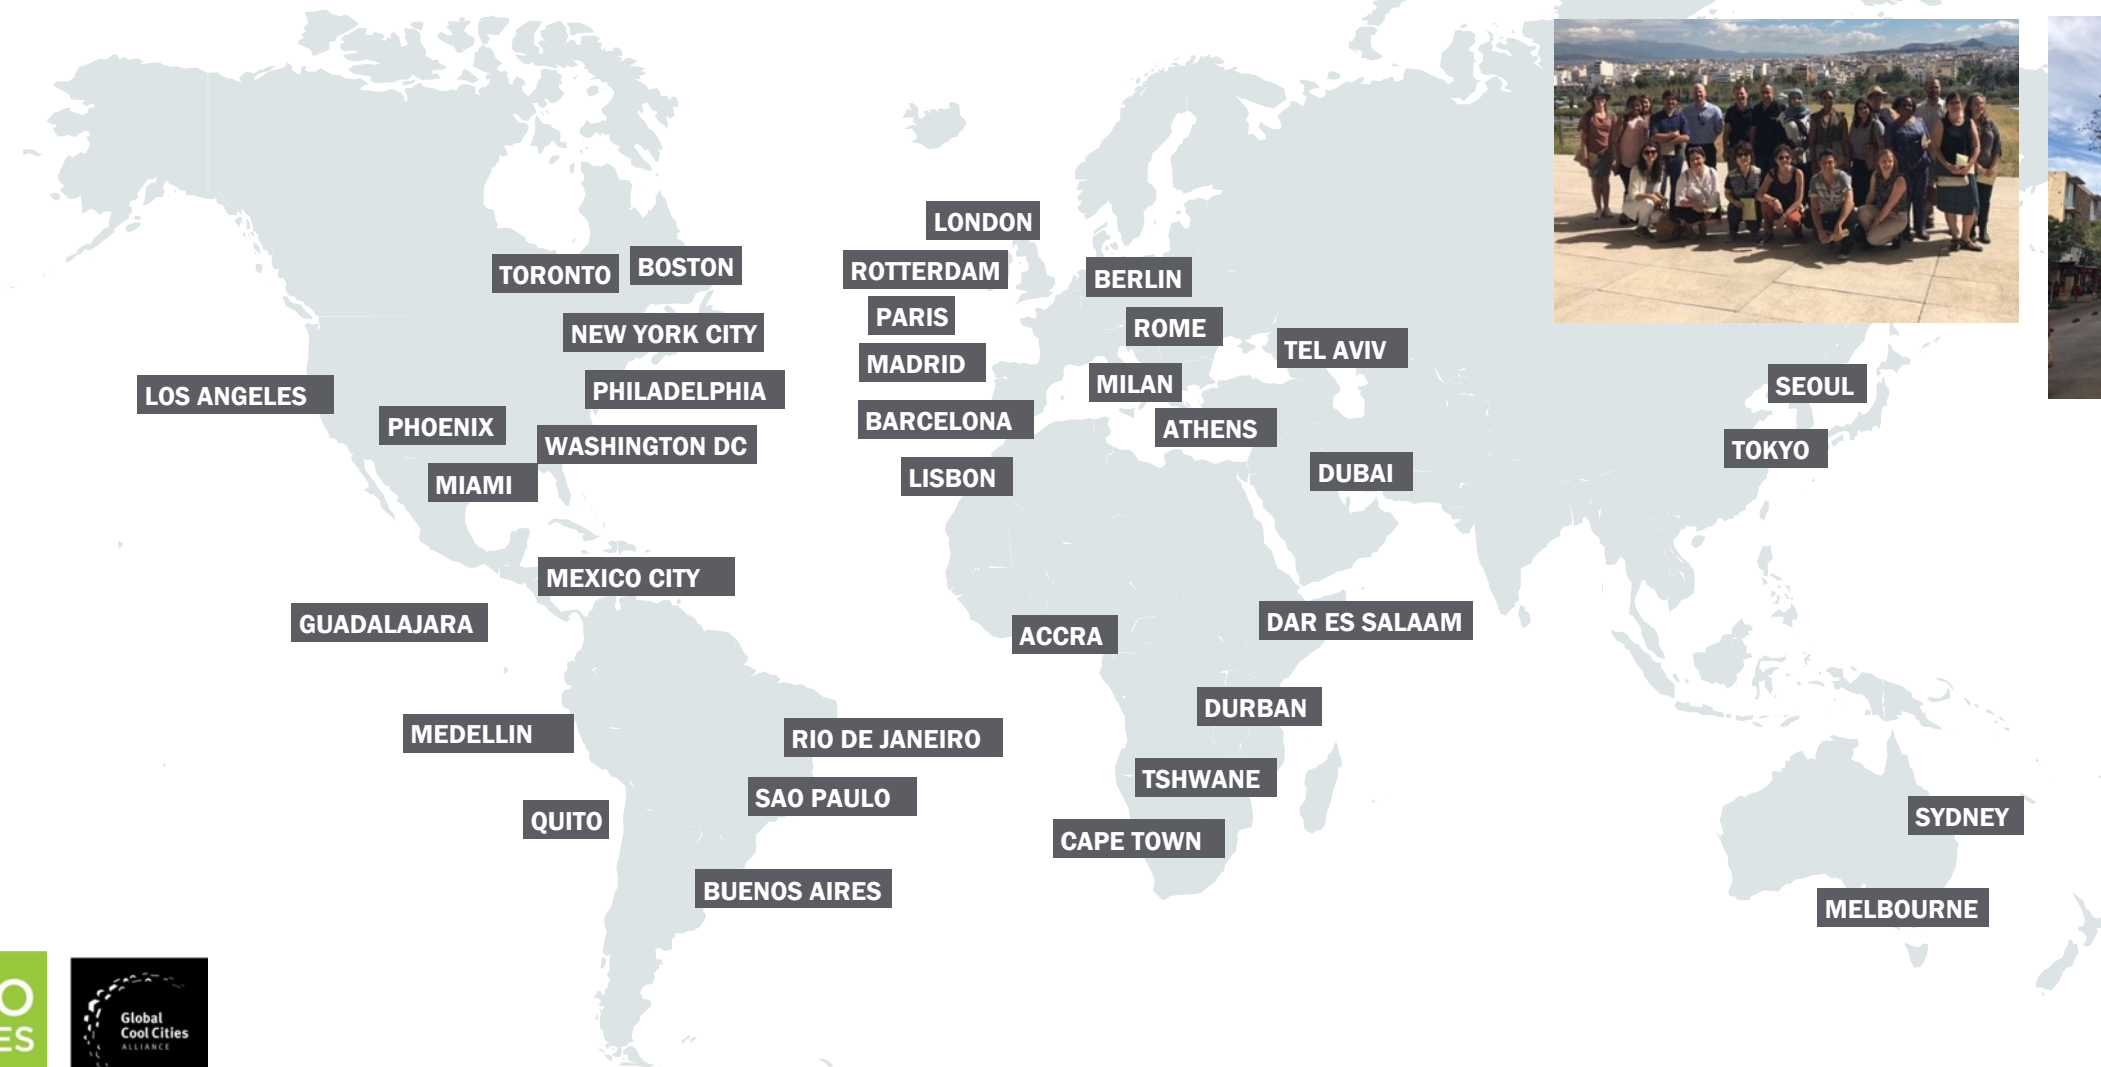 LONDON
TORONTO
BOSTON
ROTTERDAM
BERLIN
PARIS
ROME
NEW YORK CITY
MADRID
TEL AVIV
LOS ANGELES
PHILADELPHIA
MILAN
SEOUL
PHOENIX
BARCELONA
ATHENS
WASHINGTON DC
TOKYO
MIAMI
LISBON
DUBAI
MEXICO CITY
GUADALAJARA
ACCRA
DAR ES SALAAM
DURBAN
MEDELLIN
RIO DE JANEIRO
TSHWANE
SAO PAULO
QUITO
CAPE TOWN
SYDNEY
BUENOS AIRES
MELBOURNE
O
ES
Global
Cool Cities
ALLIANCE